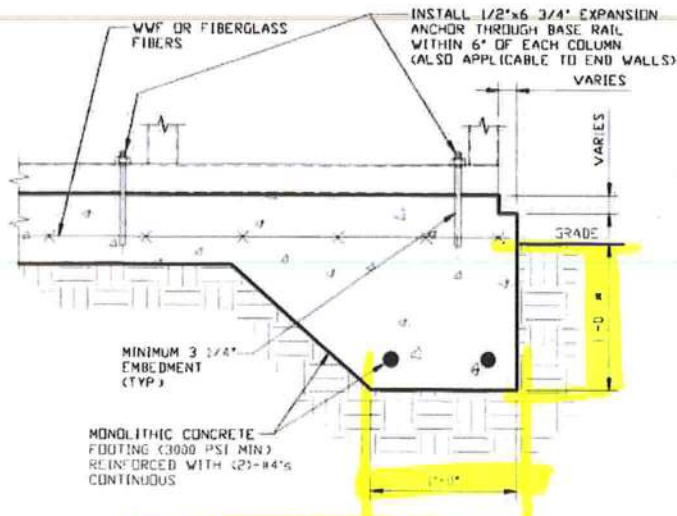 WWF OR FIBERGLASS
FIBERS
INSTALL 1/2"x6 3/4" EXPANSION
ANCHOR THROUGH BASE RAIL
WITHIN 6" OF EACH COLUMN
(ALSO APPLICABLE TO END WALLS)
VARIES
VARIES
GRADE
MINIMUM 3 1/4"
EMBEDMENT
(TYP)
MONOLITHIC CONCRETE
FOOTING (3000 PSI MIN)
REINFORCED WITH (2)-#4's
CONTINUOUS
1'-0"